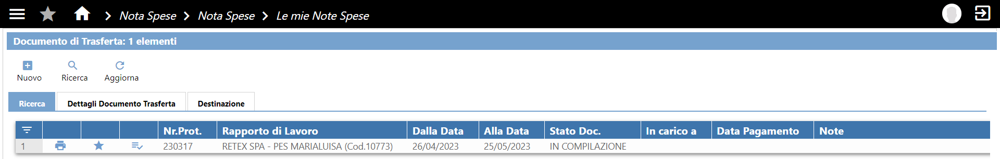 Nota Spese Nota Spese Le mie Note Spese
Documento di Trasferta: 1 elementi
Nuovo Ricerca Aggiorna
Ricerca Dettagli Documento Trasferta Destinazione
Nr.Prot. Rapporto di Lavoro Dalla Data Alla Data Stato Doc. In carico a Data Pagamento Note
1 230317 RETEX SPA - PES MARIALUISA (Cod.10773) 26/04/2023 25/05/2023 IN COMPILAZIONE